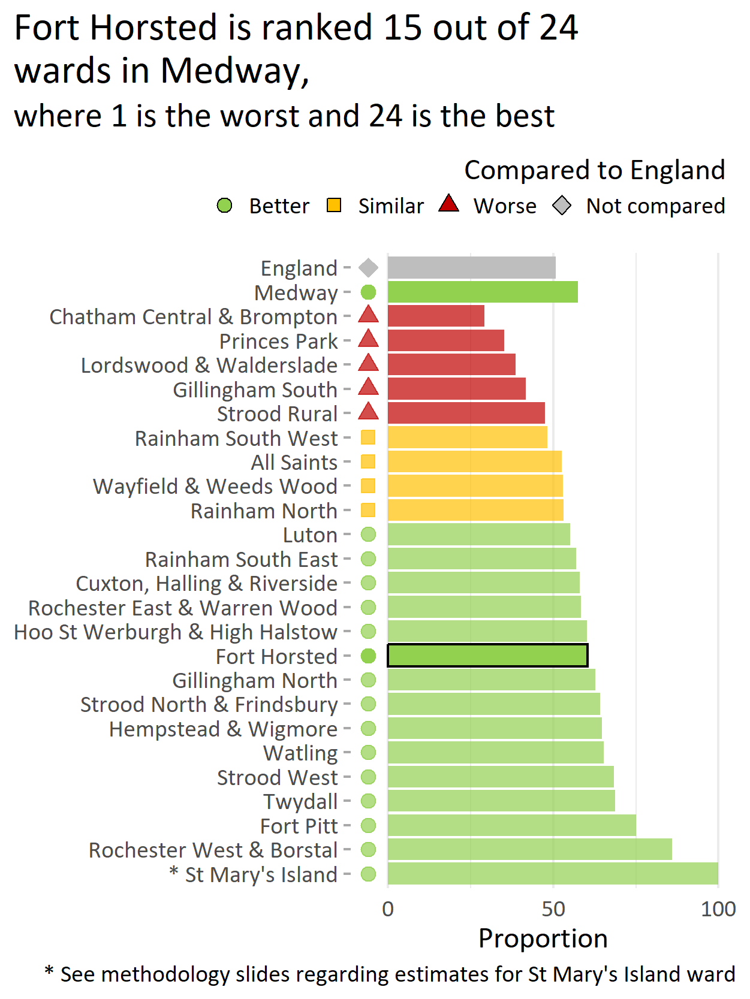 Fort Horsted is ranked 15 out of 24
wards in Medway,
where 1 is the worst and 24 is the best
Compared to England
Better
Similar
Worse
Not compared
England
Medway
Chatham Central & Brompton
Princes Park
Lordswood & Walderslade
Gillingham South
Strood Rural
Rainham South West
All Saints
Wayfield & Weeds Wood
Rainham North
Luton
Rainham South East
Cuxton, Halling & Riverside
Rochester East & Warren Wood
Hoo St Werburgh & High Halstow
Fort Horsted
Gillingham North
Strood North & Frindsbury
Hempstead & Wigmore
Watling
Strood West
Twydall
Fort Pitt
Rochester West & Borstal
* St Mary's Island
0 50 100
Proportion
* See methodology slides regarding estimates for St Mary's Island ward